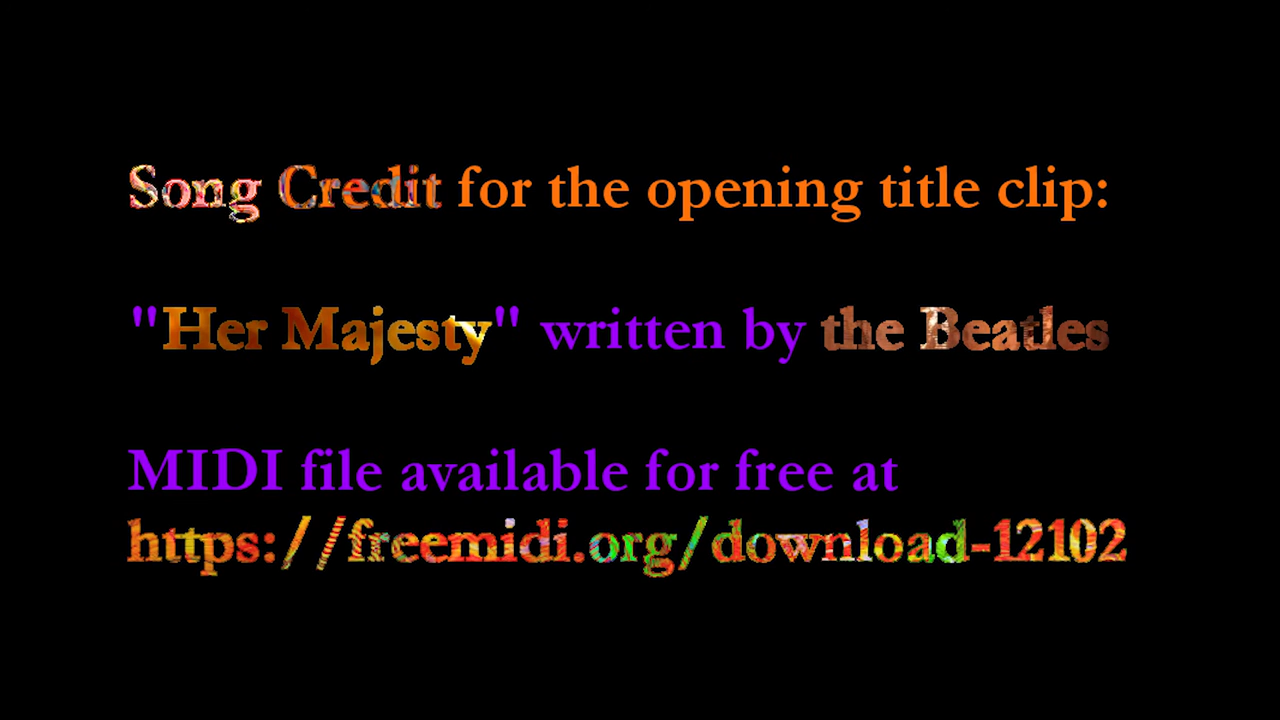 Song Credit for the opening title clip:
"Her Majesty" written by the Beatles
MIDI file available for free at
https://freemidi.org/download-12102